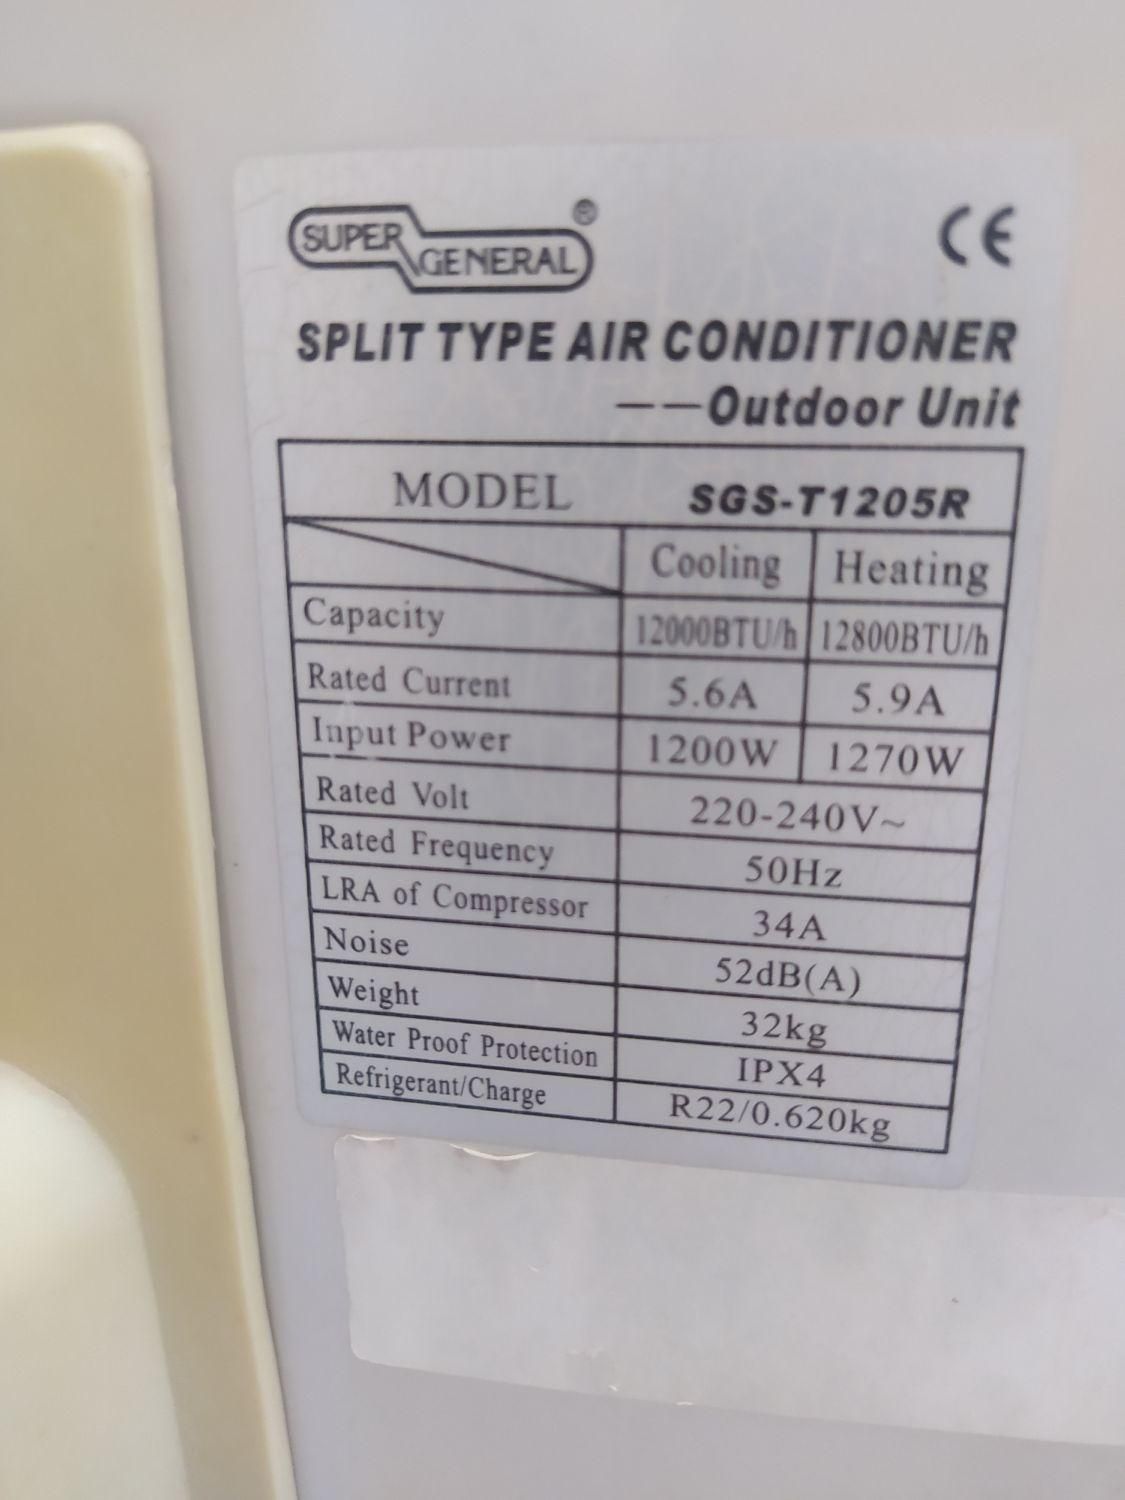 SUPER GENERAL ®
CE
SPLIT TYPE AIR CONDITIONER
——Outdoor Unit
MODEL SGS-T1205R
Cooling Heating
Capacity 12000BTU/h 12800BTU/h
Rated Current 5.6A 5.9A
Input Power 1200W 1270W
Rated Volt 220-240V~
Rated Frequency 50Hz
LRA of Compressor 34A
Noise 52dB(A)
Weight 32kg
Water Proof Protection IPX4
Refrigerant/Charge R22/0.620kg